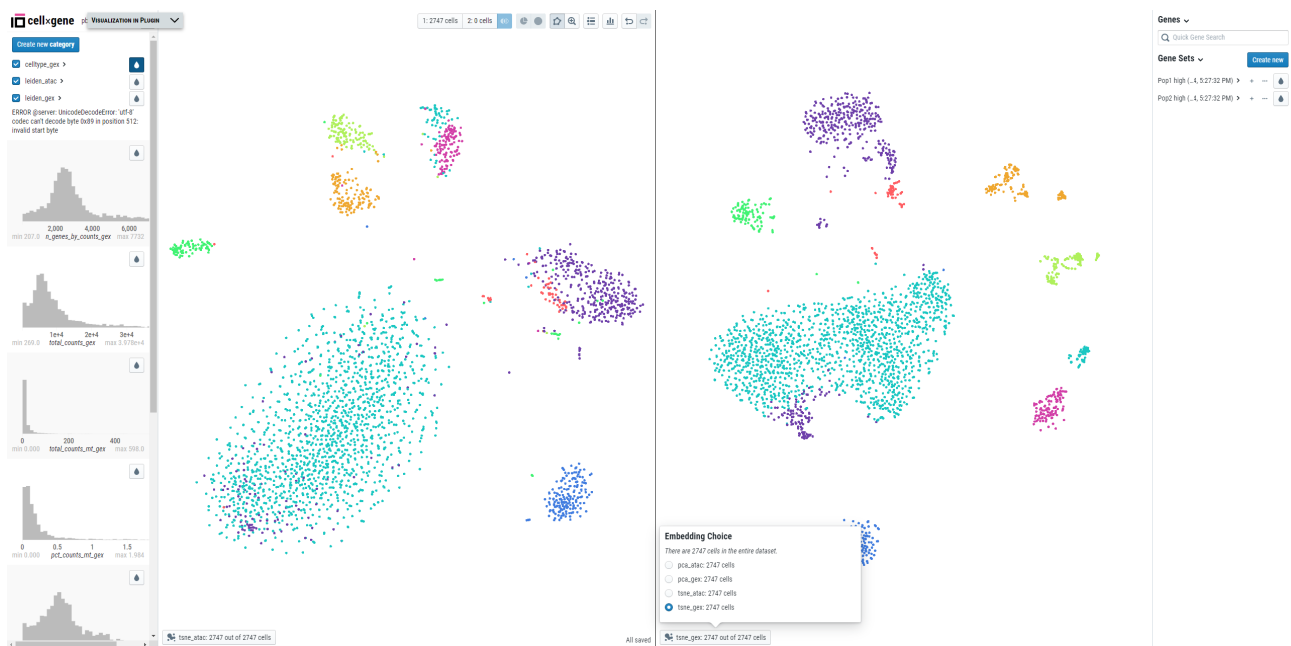 cellxgene
VISUALIZATION IN PLUGIN
1: 2747 cells
2: 0 cells
Create new category
celltype_gex
leiden_atac
leiden_gex
ERROR @server: UnicodeDecodeError: 'utf-8'
codec can't decode byte 0x89 in position 512:
invalid start byte
2,000 4,000 6,000
min 207.0 n_genes_by_counts_gex max 7732
1e+4 2e+4 3e+4
min 269.0 total_counts_gex max 3.978e+4
0 200 400
min 0.000 total_counts_mt_gex max 598.0
0 0.5 1 1.5
min 0.000 pct_counts_mt_gex max 1.984
tsne_atac: 2747 out of 2747 cells
All saved
Embedding Choice
There are 2747 cells in the entire dataset.
pca_atac: 2747 cells
pca_gex: 2747 cells
tsne_atac: 2747 cells
tsne_gex: 2747 cells
tsne_gex: 2747 out of 2747 cells
Genes
Quick Gene Search
Gene Sets
Create new
Pop1 high (...4, 5:27:32 PM)
Pop2 high (...4, 5:27:32 PM)